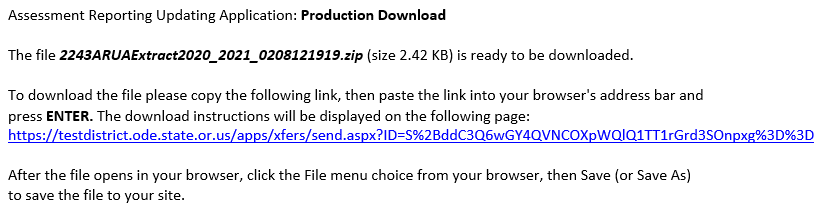 Assessment Reporting Updating Application: Production Download
The file 2243ARUAExtract2020_2021_0208121919.zip (size 2.42 KB) is ready to be downloaded.
To download the file please copy the following link, then paste the link into your browser's address bar and
press ENTER. The download instructions will be displayed on the following page:
https://testdistrict.ode.state.or.us/apps/xfers/send.aspx?ID=S%2BddC3Q6wGY4QVNCOXpWQlQ1TT1rGrd3SOnpxg%3D%3D
After the file opens in your browser, click the File menu choice from your browser, then Save (or Save As)
to save the file to your site.